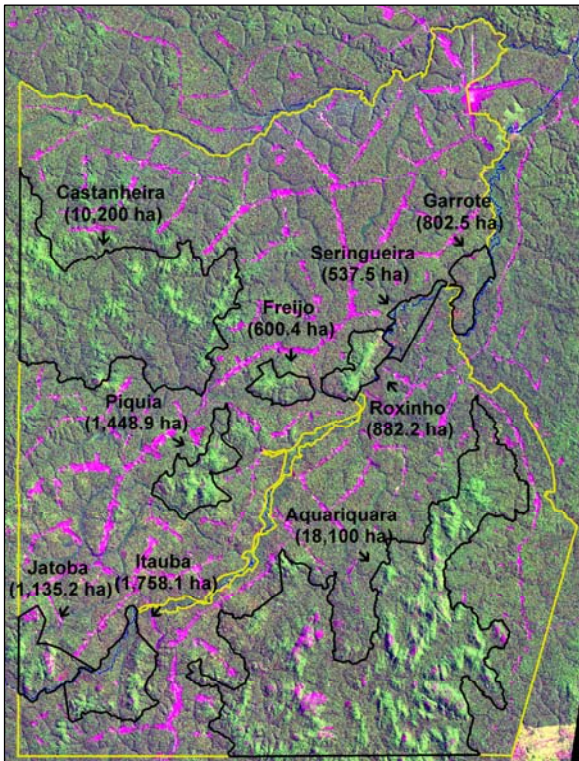 Castanheira
(10,200 ha)
Garrote
(802.5 ha)
Seringueira
(537.5 ha)
Freijo
(600.4 ha)
Piquia
(1,448.9 ha)
Roxinho
(882.2 ha)
Aquariquara
(18,100 ha)
Itauba
(1,758.1 ha)
Jatoba
(1,135.2 ha)